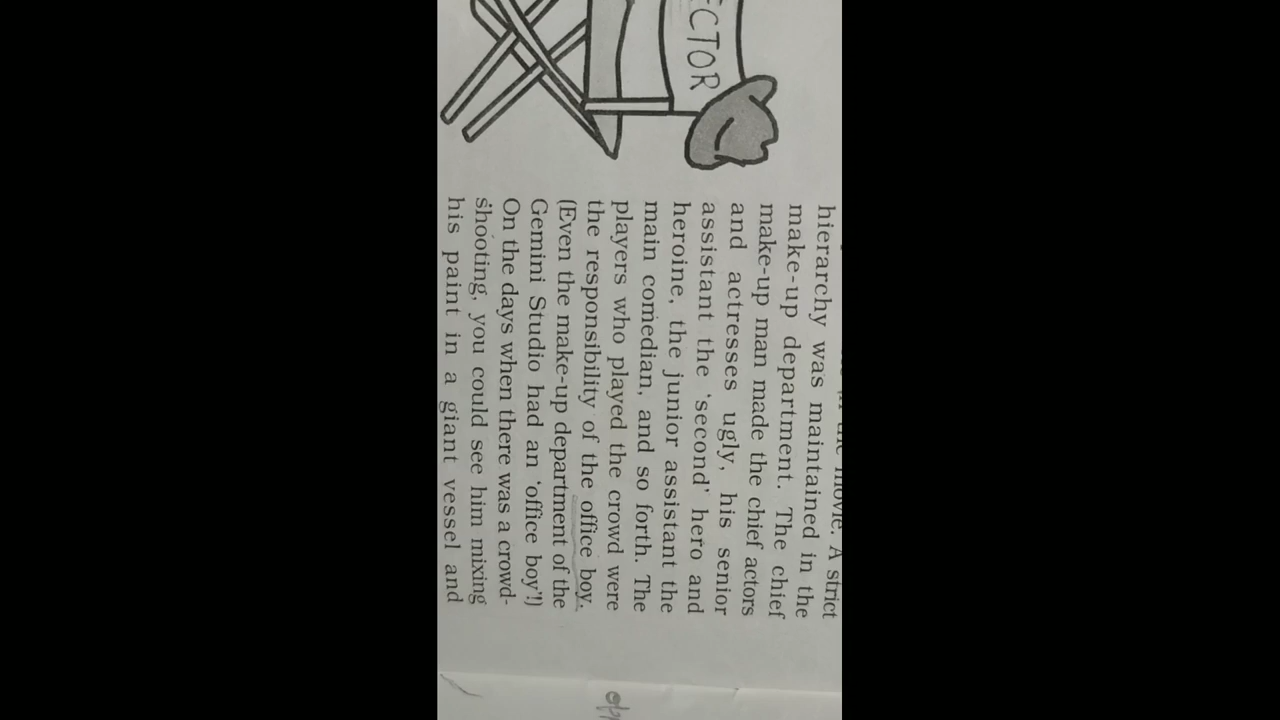 ECTOR
the movie. A strict
hierarchy was maintained in the
make-up department. The chief
make-up man made the chief actors
and actresses ugly, his senior
assistant the ‘second’ hero and
heroine, the junior assistant the
main comedian, and so forth. The
players who played the crowd were
the responsibility of the office boy.
(Even the make-up department of the
Gemini Studio had an ‘office boy’!)
On the days when there was a crowd-
shooting, you could see him mixing
his paint in a giant vessel and